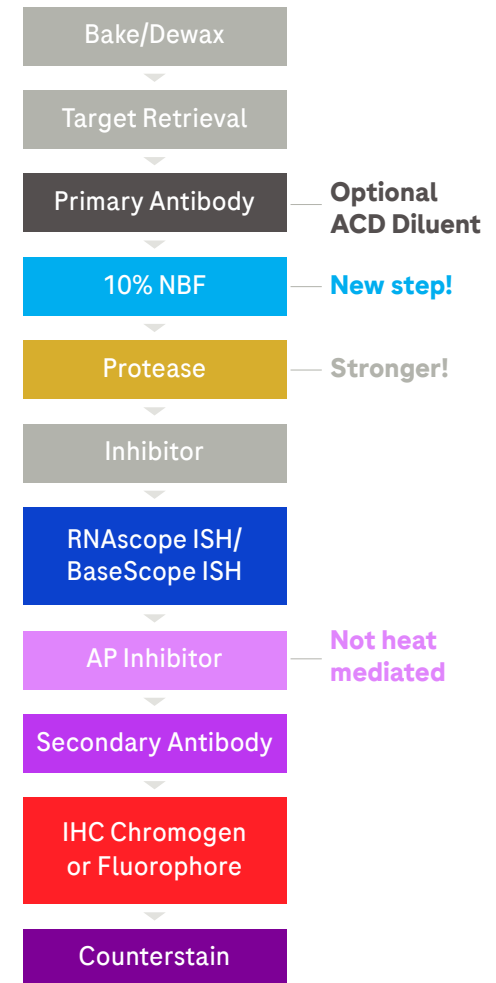 Bake/Dewax
Target Retrieval
Primary Antibody
Optional
ACD Diluent
10% NBF
New step!
Protease
Stronger!
Inhibitor
RNAscope ISH/
BaseScope ISH
AP Inhibitor
Not heat
mediated
Secondary Antibody
IHC Chromogen
or Fluorophore
Counterstain